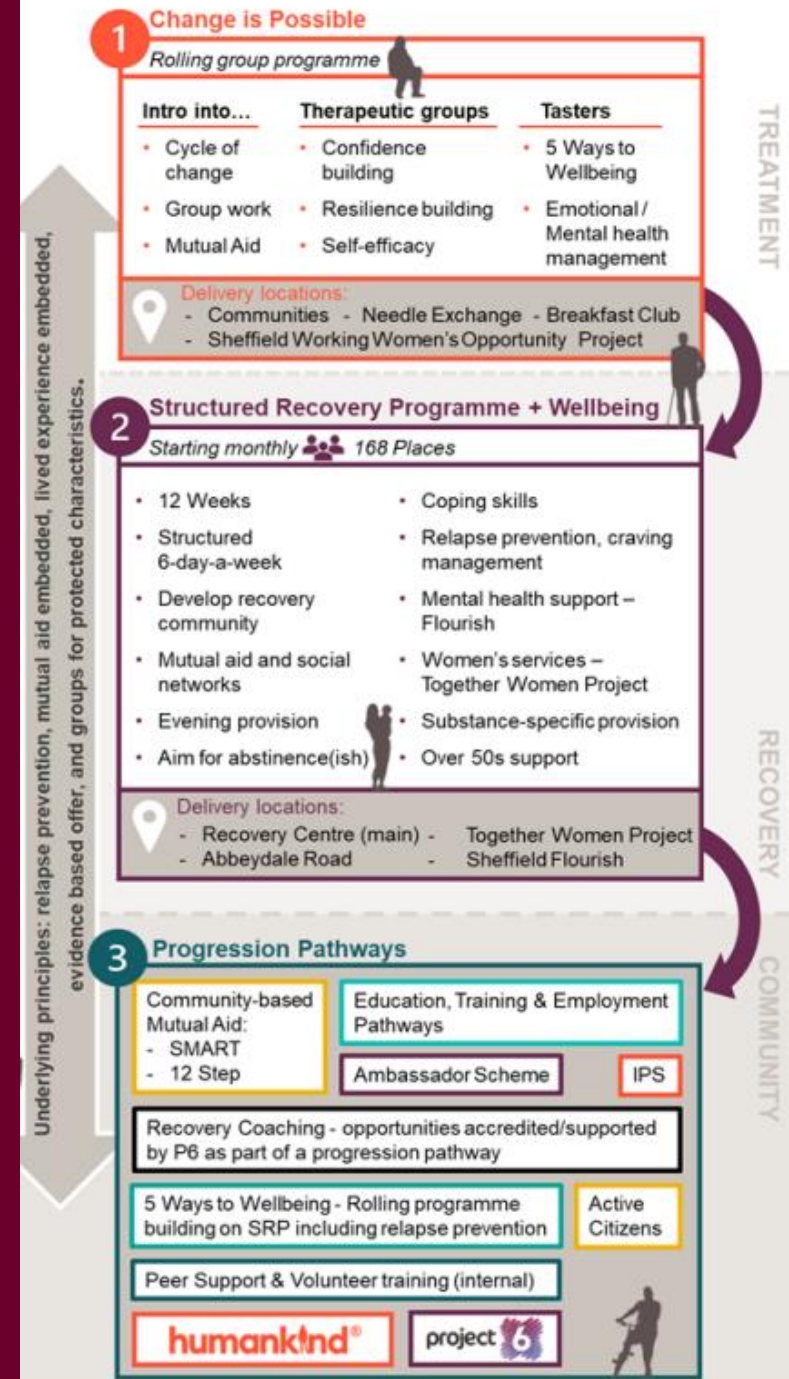 Change is Possible
1
Rolling group programme
Intro into...
• Cycle of
change
• Group work
• Mutual Aid
Therapeutic groups
• Confidence
building
• Resilience building
• Self-efficacy
Tasters
• 5 Ways to
Wellbeing
• Emotional /
Mental health
management
Delivery locations:
- Communities - Needle Exchange - Breakfast Club
- Sheffield Working Women's Opportunity Project
TREATMENT
Structured Recovery Programme + Wellbeing
2
Starting monthly 168 Places
• 12 Weeks
• Structured
6-day-a-week
• Develop recovery
community
• Mutual aid and social
networks
• Evening provision
• Aim for abstinence(ish)
• Coping skills
• Relapse prevention, craving
management
• Mental health support –
Flourish
• Women's services –
Together Women Project
• Substance-specific provision
• Over 50s support
Delivery locations:
- Recovery Centre (main) - Together Women Project
- Abbeydale Road - Sheffield Flourish
RECOVERY
3
Progression Pathways
Community-based
Mutual Aid:
- SMART
- 12 Step
Education, Training & Employment
Pathways
Ambassador Scheme
IPS
Recovery Coaching - opportunities accredited/supported
by P6 as part of a progression pathway
5 Ways to Wellbeing - Rolling programme
building on SRP including relapse prevention
Active
Citizens
Peer Support & Volunteer training (internal)
humankind®
project 6
COMMUNITY
Underlying principles: relapse prevention, mutual aid embedded, lived experience embedded,
evidence based offer, and groups for protected characteristics.